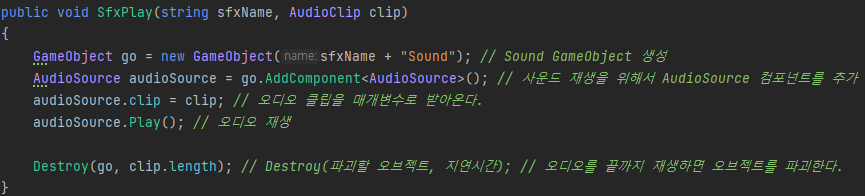 public void SfxPlay(string sfxName, AudioClip clip)
{
GameObject go = new GameObject( name: sfxName + "Sound"); // Sound GameObject 생성
AudioSource audioSource = go.AddComponent<AudioSource>(); // 사운드 재생을 위해서 AudioSource 컴포넌트를 추가
audioSource.clip = clip; // 오디오 클립을 매개변수로 받아온다.
audioSource.Play(); // 오디오 재생
Destroy(go, clip.length); // Destroy(파괴할 오브젝트, 지연시간); // 오디오를 끝까지 재생하면 오브젝트를 파괴한다.
}